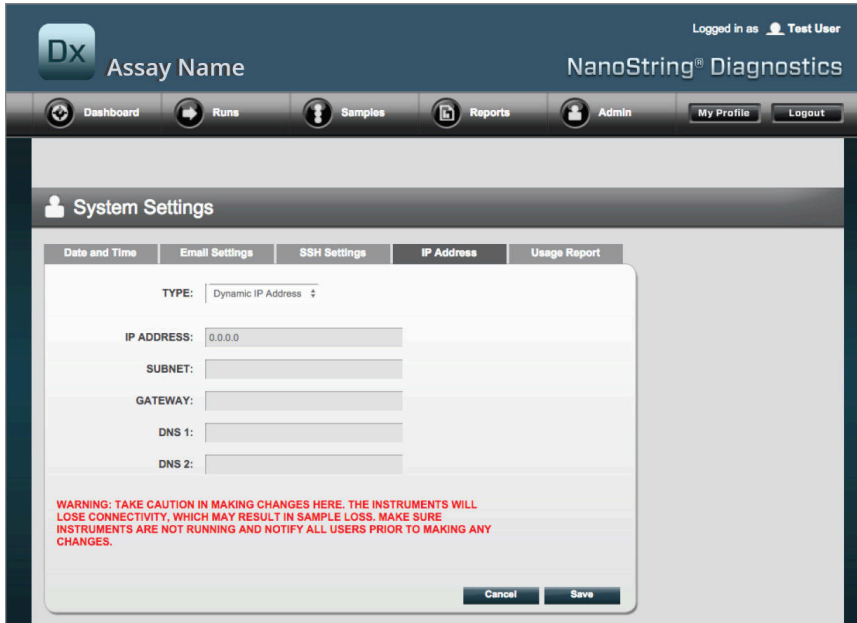 Logged in as Test User
Dx
Assay Name
NanoString® Diagnostics
Dashboard Runs Samples Reports Admin My Profile Logout
System Settings
Date and Time Email Settings SSH Settings IP Address Usage Report
TYPE: Dynamic IP Address
IP ADDRESS: 0.0.0.0
SUBNET:
GATEWAY:
DNS 1:
DNS 2:
WARNING: TAKE CAUTION IN MAKING CHANGES HERE. THE INSTRUMENTS WILL
LOSE CONNECTIVITY, WHICH MAY RESULT IN SAMPLE LOSS. MAKE SURE
INSTRUMENTS ARE NOT RUNNING AND NOTIFY ALL USERS PRIOR TO MAKING ANY
CHANGES.
Cancel Save